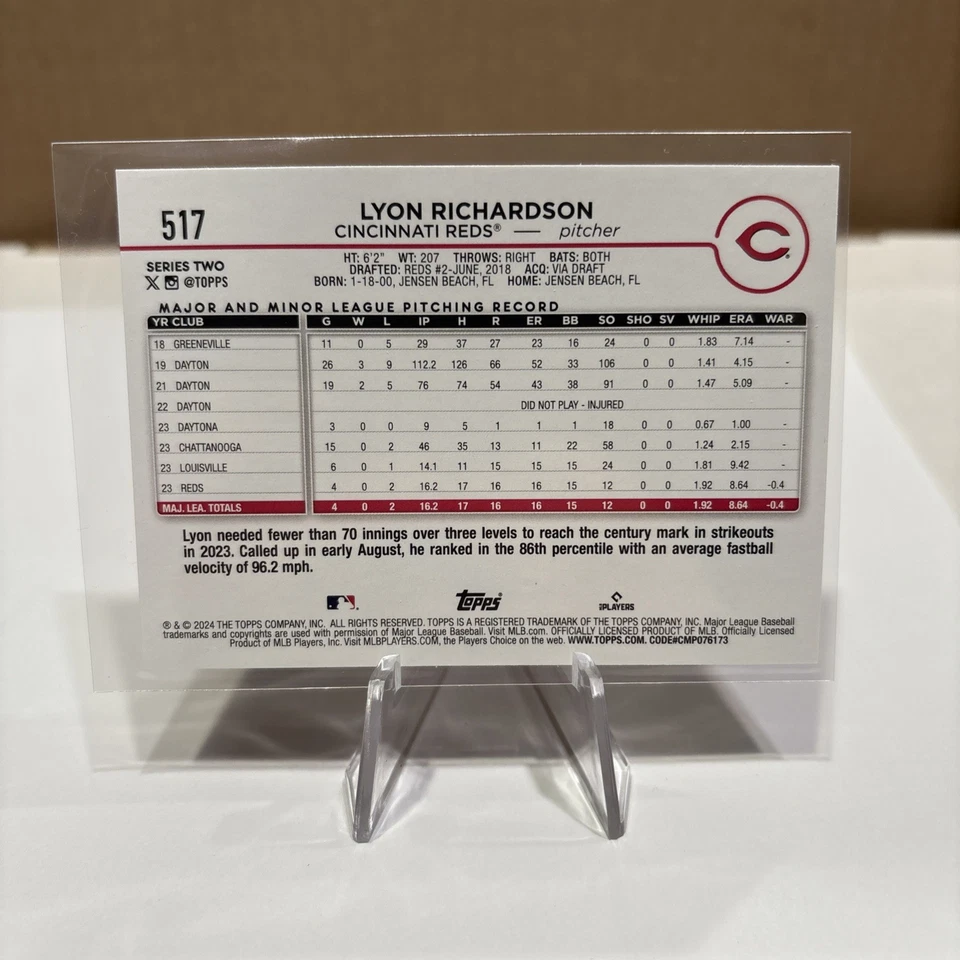 517
LYON RICHARDSON
CINCINNATI REDS® — pitcher
C
SERIES TWO
X @TOPPS
HT: 6'2" WT: 207 THROWS: RIGHT BATS: BOTH
DRAFTED: REDS #2-JUNE, 2018 ACQ: VIA DRAFT
BORN: 1-18-00, JENSEN BEACH, FL HOME: JENSEN BEACH, FL
MAJOR AND MINOR LEAGUE PITCHING RECORD
YR CLUB G W L IP H R ER BB SO SHO SV WHIP ERA WAR
18 GREENEVILLE 11 0 5 29 37 27 23 16 24 0 0 1.83 7.14 -
19 DAYTON 26 3 9 112.2 126 66 52 33 106 0 0 1.41 4.15 -
21 DAYTON 19 2 5 76 74 54 43 38 91 0 0 1.47 5.09 -
22 DAYTON DID NOT PLAY - INJURED
23 DAYTONA 3 0 0 9 5 1 1 1 18 0 0 0.67 1.00 -
23 CHATTANOOGA 15 0 2 46 35 13 11 22 58 0 0 1.24 2.15 -
23 LOUISVILLE 6 0 1 14.1 11 15 15 15 24 0 0 1.81 9.42 -
23 REDS 4 0 2 16.2 17 16 16 15 12 0 0 1.92 8.64 -0.4
MAJ. LEA. TOTALS 4 0 2 16.2 17 16 16 15 12 0 0 1.92 8.64 -0.4
Lyon needed fewer than 70 innings over three levels to reach the century mark in strikeouts
in 2023. Called up in early August, he ranked in the 86th percentile with an average fastball
velocity of 96.2 mph.
topps®
PLAYERS
® & © 2024 THE TOPPS COMPANY, INC. ALL RIGHTS RESERVED. TOPPS IS A REGISTERED TRADEMARK OF THE TOPPS COMPANY, INC. Major League Baseball
trademarks and copyrights are used with permission of Major League Baseball. Visit MLB.com. OFFICIALLY LICENSED PRODUCT OF MLB. Officially Licensed
Product of MLB Players, Inc. Visit MLBPLAYERS.COM, the Players Choice on the web. WWW.TOPPS.COM. CODE#CMP076173